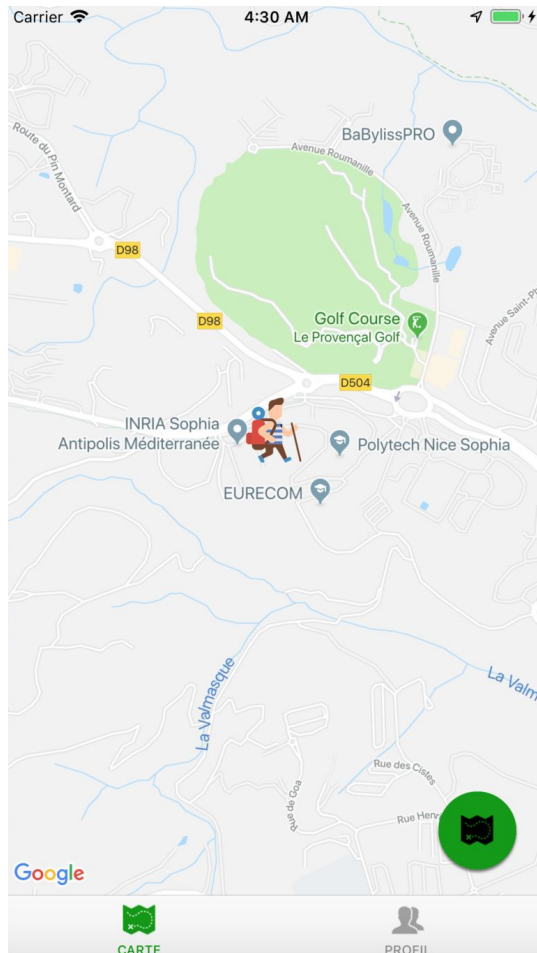 Carrier
4:30 AM
BaBylissPRO
Avenue Roumanille
Route du Pin Montard
Avenue Roumanille
D98
D98
Golf Course
Le Provençal Golf
D504
INRIA Sophia
Antipolis Méditerranée
Polytech Nice Sophia
EURECOM
La Valmasque
La Valm
Rue des Cistes
Rue de Goa
Rue Henr
Google
CARTE
PROFIL